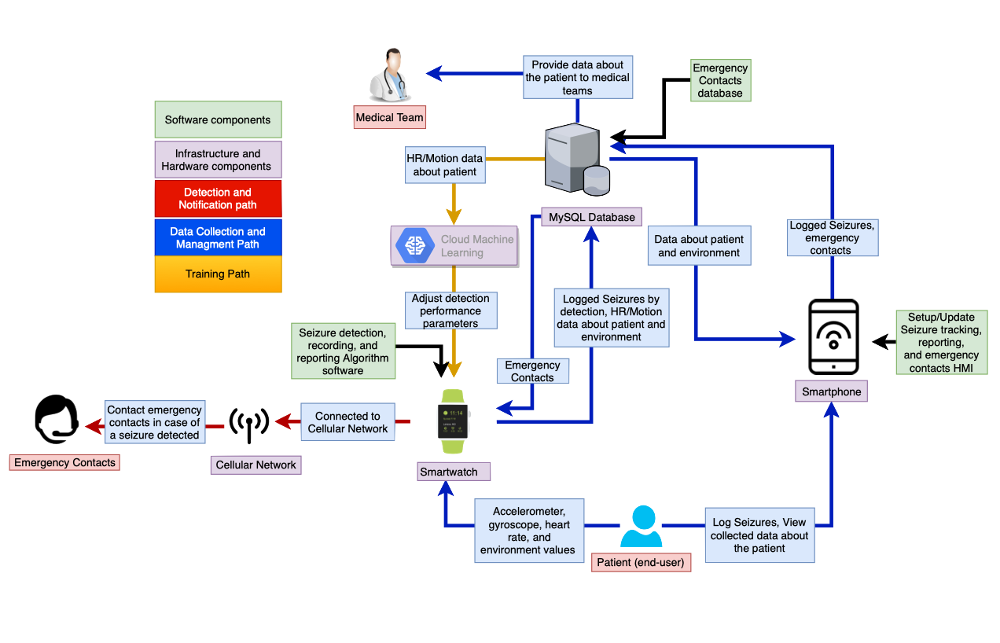 Provide data about
the patient to medical
teams
Emergency
Contacts
database
Medical Team
Software components
Infrastructure and
Hardware components
Detection and
Notification path
Data Collection and
Managment Path
Training Path
HR/Motion data
about patient
MySQL Database
Cloud Machine
Learning
Data about patient
and environment
Logged Seizures,
emergency
contacts
Adjust detection
performance
parameters
Logged Seizures by
detection, HR/Motion
data about patient and
environment
Seizure detection,
recording, and
reporting Algorithm
software
Setup/Update
Seizure tracking,
reporting,
and emergency
contacts HMI
Emergency
Contacts
Smartphone
Contact emergency
contacts in case of
a seizure detected
Connected to
Cellular Network
11:14
Emergency Contacts
Cellular Network
Smartwatch
Accelerometer,
gyroscope, heart
rate, and
environment values
Log Seizures, View
collected data about
the patient
Patient (end-user)